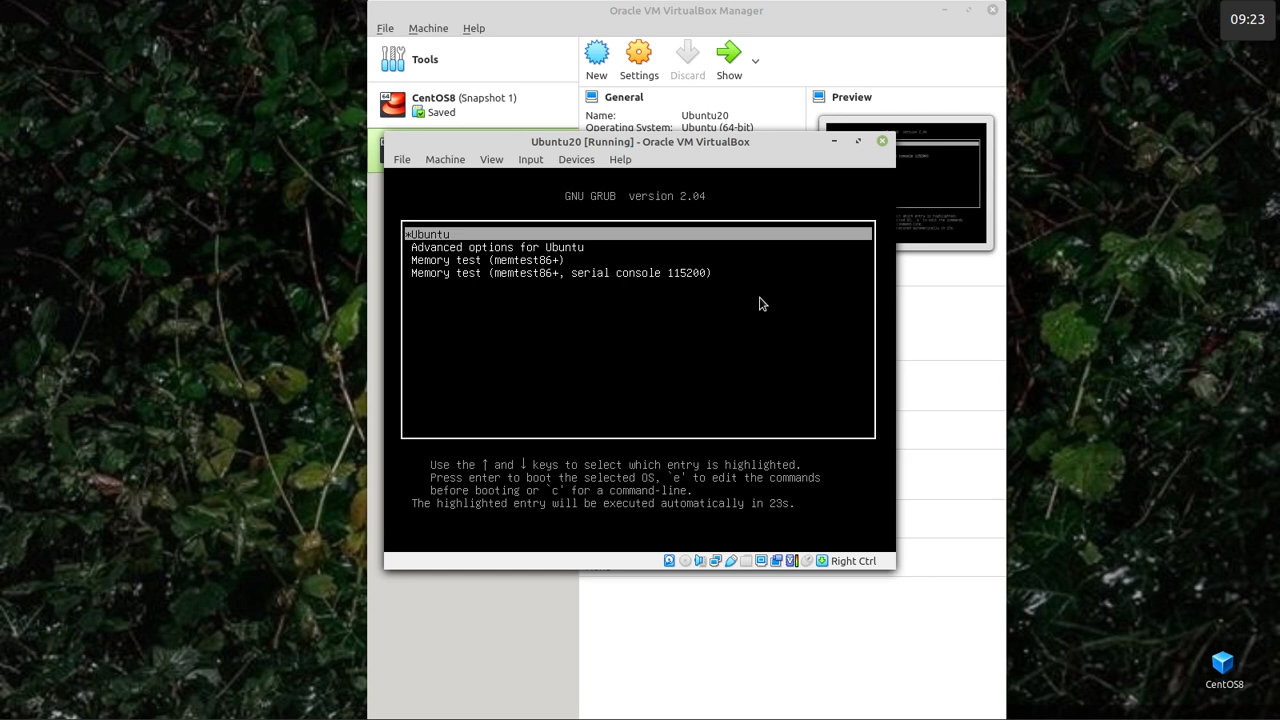 Oracle VM VirtualBox Manager
09:23
File Machine Help
Tools
New Settings Discard Show
CentOS8 (Snapshot 1)
Saved
General
Preview
Name: Ubuntu20
Operating System: Ubuntu (64-bit)
Ubuntu20 [Running] - Oracle VM VirtualBox
File Machine View Input Devices Help
GNU GRUB version 2.04
*Ubuntu
Advanced options for Ubuntu
Memory test (memtest86+)
Memory test (memtest86+, serial console 115200)
Use the ↑ and ↓ keys to select which entry is highlighted.
Press enter to boot the selected OS, `e' to edit the commands
before booting or `c' for a command-line.
The highlighted entry will be executed automatically in 23s.
Right Ctrl
CentOS8